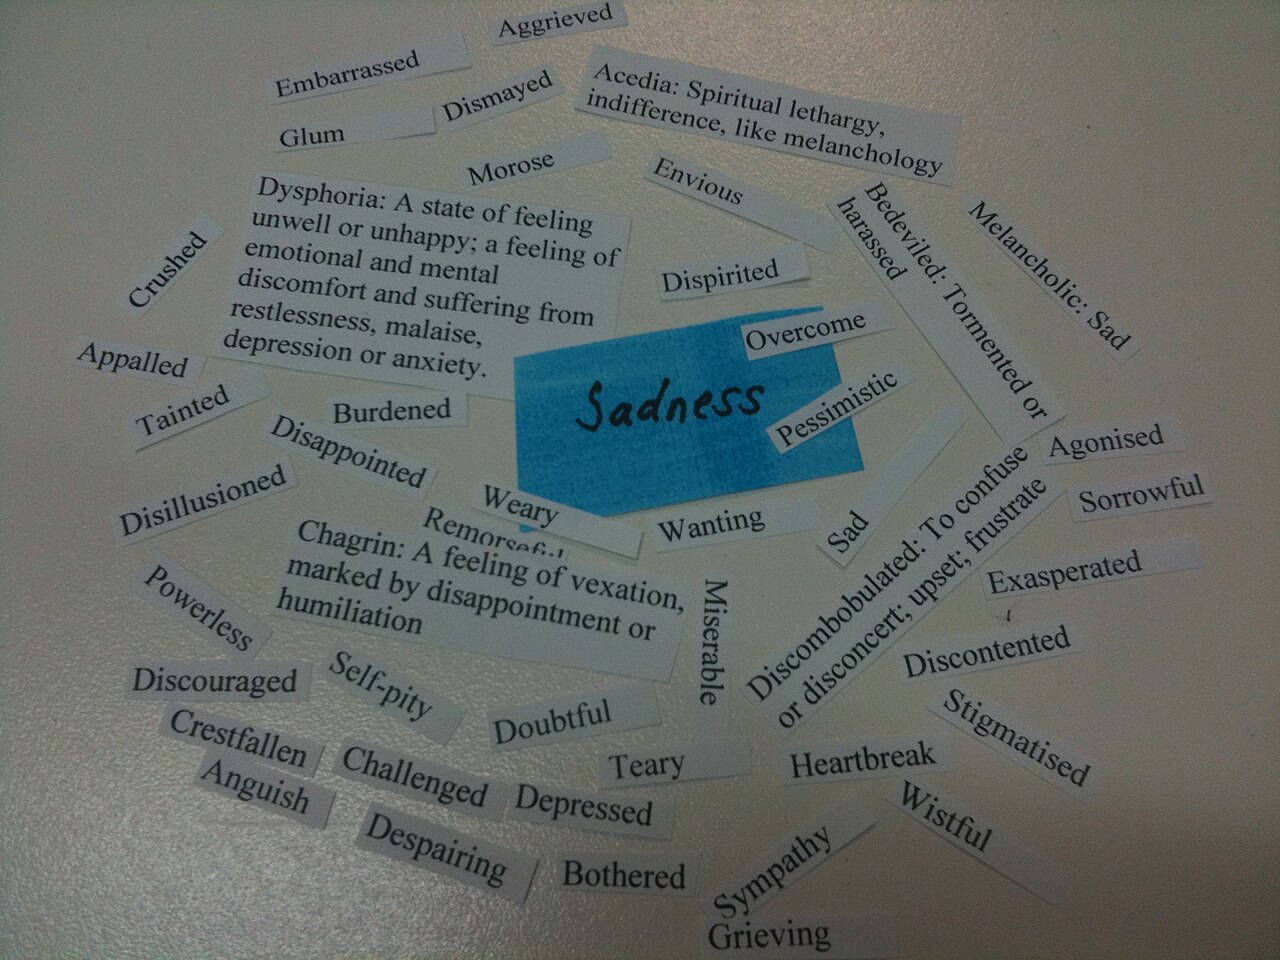 Aggrieved
Embarrassed
Dismayed
Acedia: Spiritual lethargy,
indifference, like melanchology
Glum
Morose
Envious
Dysphoria: A state of feeling
unwell or unhappy; a feeling of
emotional and mental
discomfort and suffering from
restlessness, malaise,
depression or anxiety.
Bedeviled: Tormented or
harassed
Melancholic: Sad
Crushed
Dispirited
Overcome
Appalled
Sadness
Pessimistic
Tainted
Burdened
Disappointed
Agonised
Disillusioned
Weary
Sorrowful
Remorseful
Wanting
Sad
Chagrin: A feeling of vexation,
marked by disappointment or
humiliation
Discombobulated: To confuse
or disconcert; upset; frustrate
Exasperated
Powerless
Miserable
Discontented
Discouraged
Self-pity
Doubtful
Stigmatised
Crestfallen
Challenged
Teary
Heartbreak
Anguish
Depressed
Wistful
Despairing
Bothered
Sympathy
Grieving